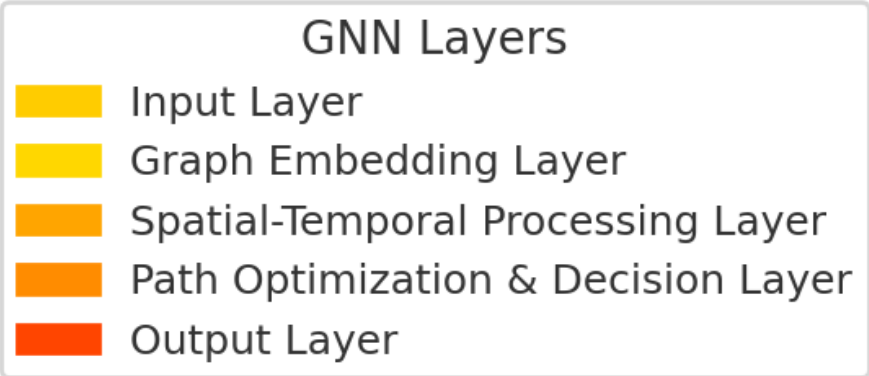 GNN Layers
Input Layer
Graph Embedding Layer
Spatial-Temporal Processing Layer
Path Optimization & Decision Layer
Output Layer